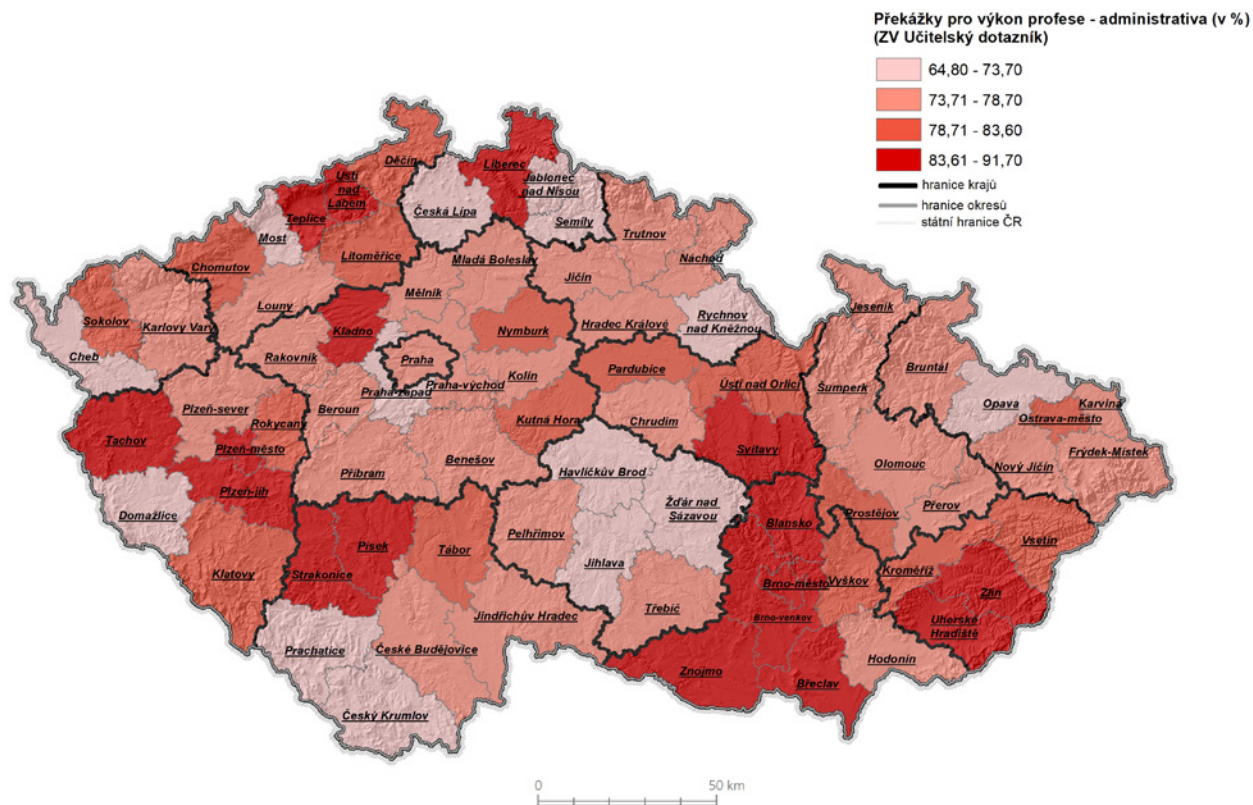 Překážky pro výkon profese - administrativa (v %)
(ZV Učitelský dotazník)
64,80 - 73,70
73,71 - 78,70
78,71 - 83,60
83,61 - 91,70
hranice krajů
hranice okresů
státní hranice ČR
Děčín
Ústí
nad
Labem
Teplice
Most
Liberec
Jablonec
nad Nisou
Semily
Česká Lípa
Trutnov
Náchod
Chomutov
Litoměřice
Mladá Boleslav
Jičín
Mělník
Louny
Sokolov
Karlovy Vary
Cheb
Kladno
Nymburk
Hradec Králové
Rychnov
nad Kněžnou
Jeseník
Rakovník
Praha
Kolín
Pardubice
Ústí nad Orlicí
Šumperk
Bruntál
Praha-východ
Praha-západ
Beroun
Opava
Karviná
Ostrava-město
Plzeň-sever
Rokycany
Tachov
Plzeň-město
Kutná Hora
Chrudim
Svitavy
Nový Jičín
Frýdek-Místek
Příbram
Benešov
Havlíčkův Brod
Olomouc
Plzeň-jih
Domažlice
Žďár nad
Sázavou
Přerov
Prostějov
Blansko
Písek
Tábor
Pelhřimov
Jihlava
Vsetín
Klatovy
Strakonice
Kroměříž
Vyškov
Brno-město
Zlín
Třebíč
Jindřichův Hradec
Brno-venkov
Uherské
Hradiště
Prachatice
České Budějovice
Znojmo
Břeclav
Hodonín
Český Krumlov
0 50 km